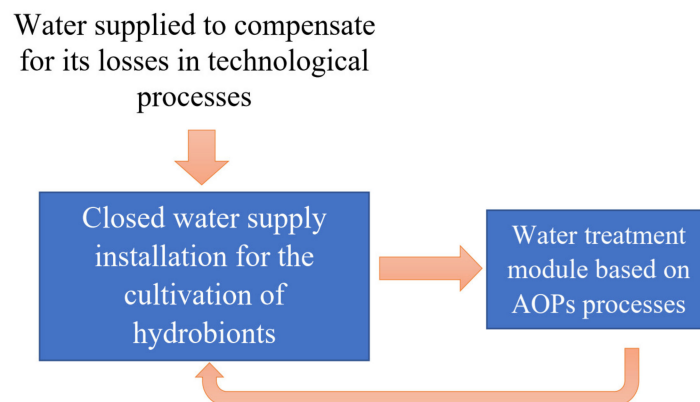 Water supplied to compensate
for its losses in technological
processes
Closed water supply
installation for the
cultivation of
hydrobionts
Water treatment
module based on
AOPs processes